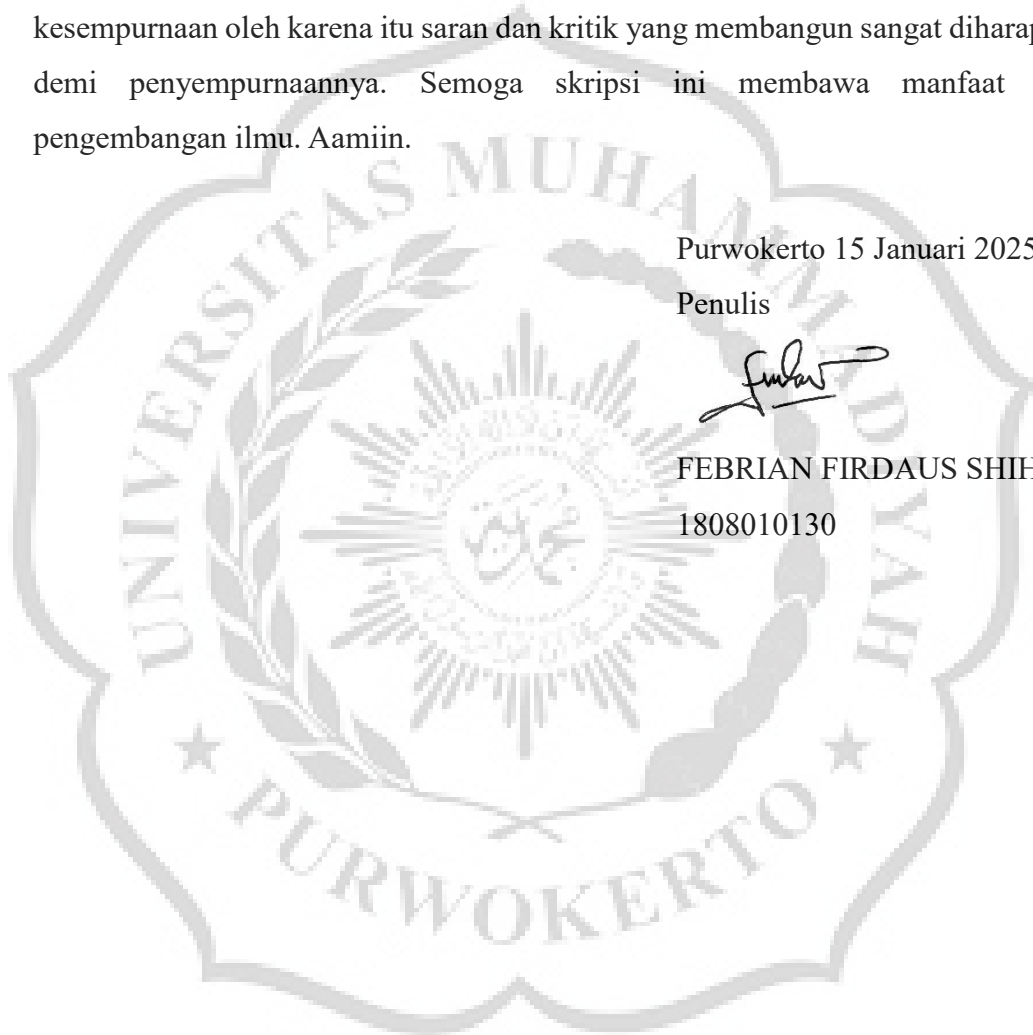 kesempurnaan oleh karena itu saran dan kritik yang membangun sangat diharap
demi penyempurnaannya. Semoga skripsi ini membawa manfaat
pengembangan ilmu. Aamiin.
UNIVERSITAS MUHAMMADIYAH
Purwokerto 15 Januari 2025
Penulis
FEBRIAN FIRDAUS SHIH
1808010130
PURWOKERTO